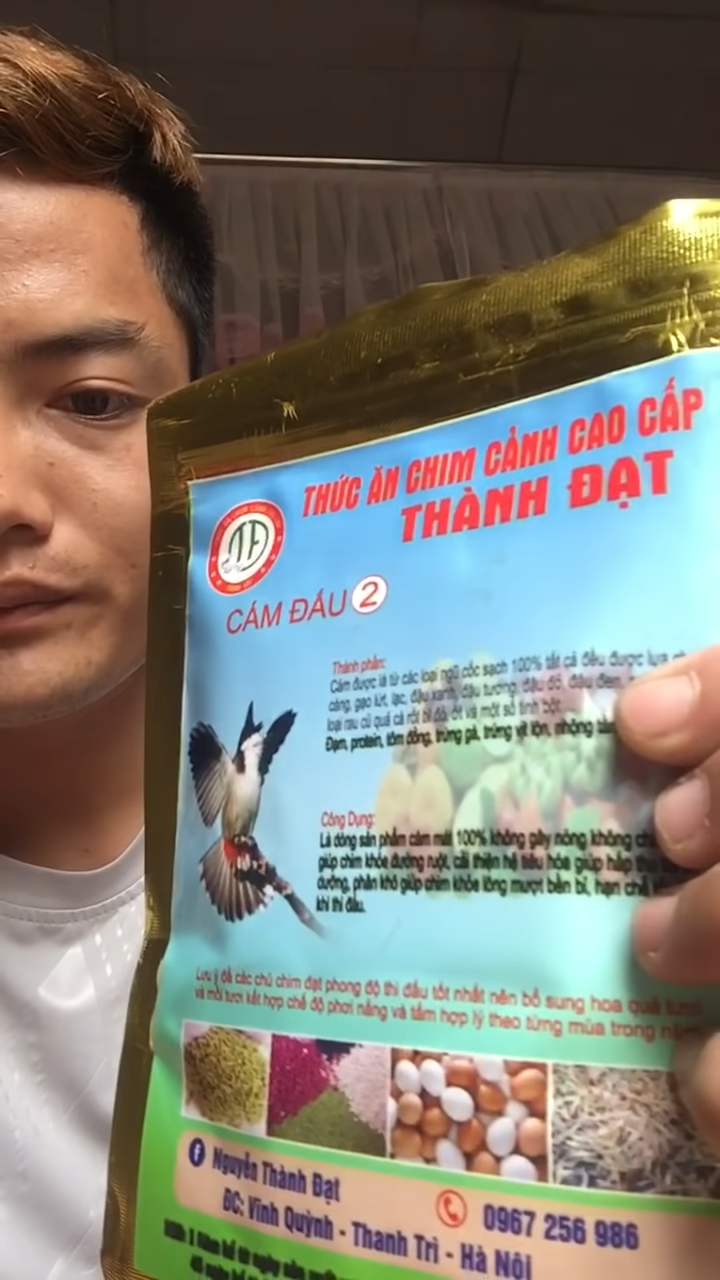 THỨC ĂN CHIM CẢNH CAO CẤP
THÀNH ĐẠT
TĐ
CÁM ĐẤU 2
Thành phần:
Cám được là từ các loại ngũ cốc sạch 100% tất cả đều được lựa
cáng, gạo lứt, lạc, đậu xanh, đậu tương, đậu đỏ, đậu đen,
loại rau củ quả cà rốt bí đỏ, ớt và một số tinh bột.
Đạm, protein, tôm đồng, trứng gà, trứng vịt lộn, nhộng
Công Dụng:
Là dòng sản phẩm cám mát 100% không gây nóng không
giúp chim khỏe đường ruột, cải thiện hệ tiêu hóa giúp hấp
dưỡng, phân khô giúp chim khỏe lông mượt bền bỉ, hạn chế
khi thi đấu.
Lưu ý để các chú chim đạt phong độ thi đấu tốt nhất nên bổ sung hoa quả tươi
và mồi tươi kết hợp chế độ phơi nắng và tắm hợp lý theo từng mùa trong
Nguyễn Thành Đạt
0967 256 986
ĐC: Vĩnh Quỳnh - Thanh Trì - Hà Nội